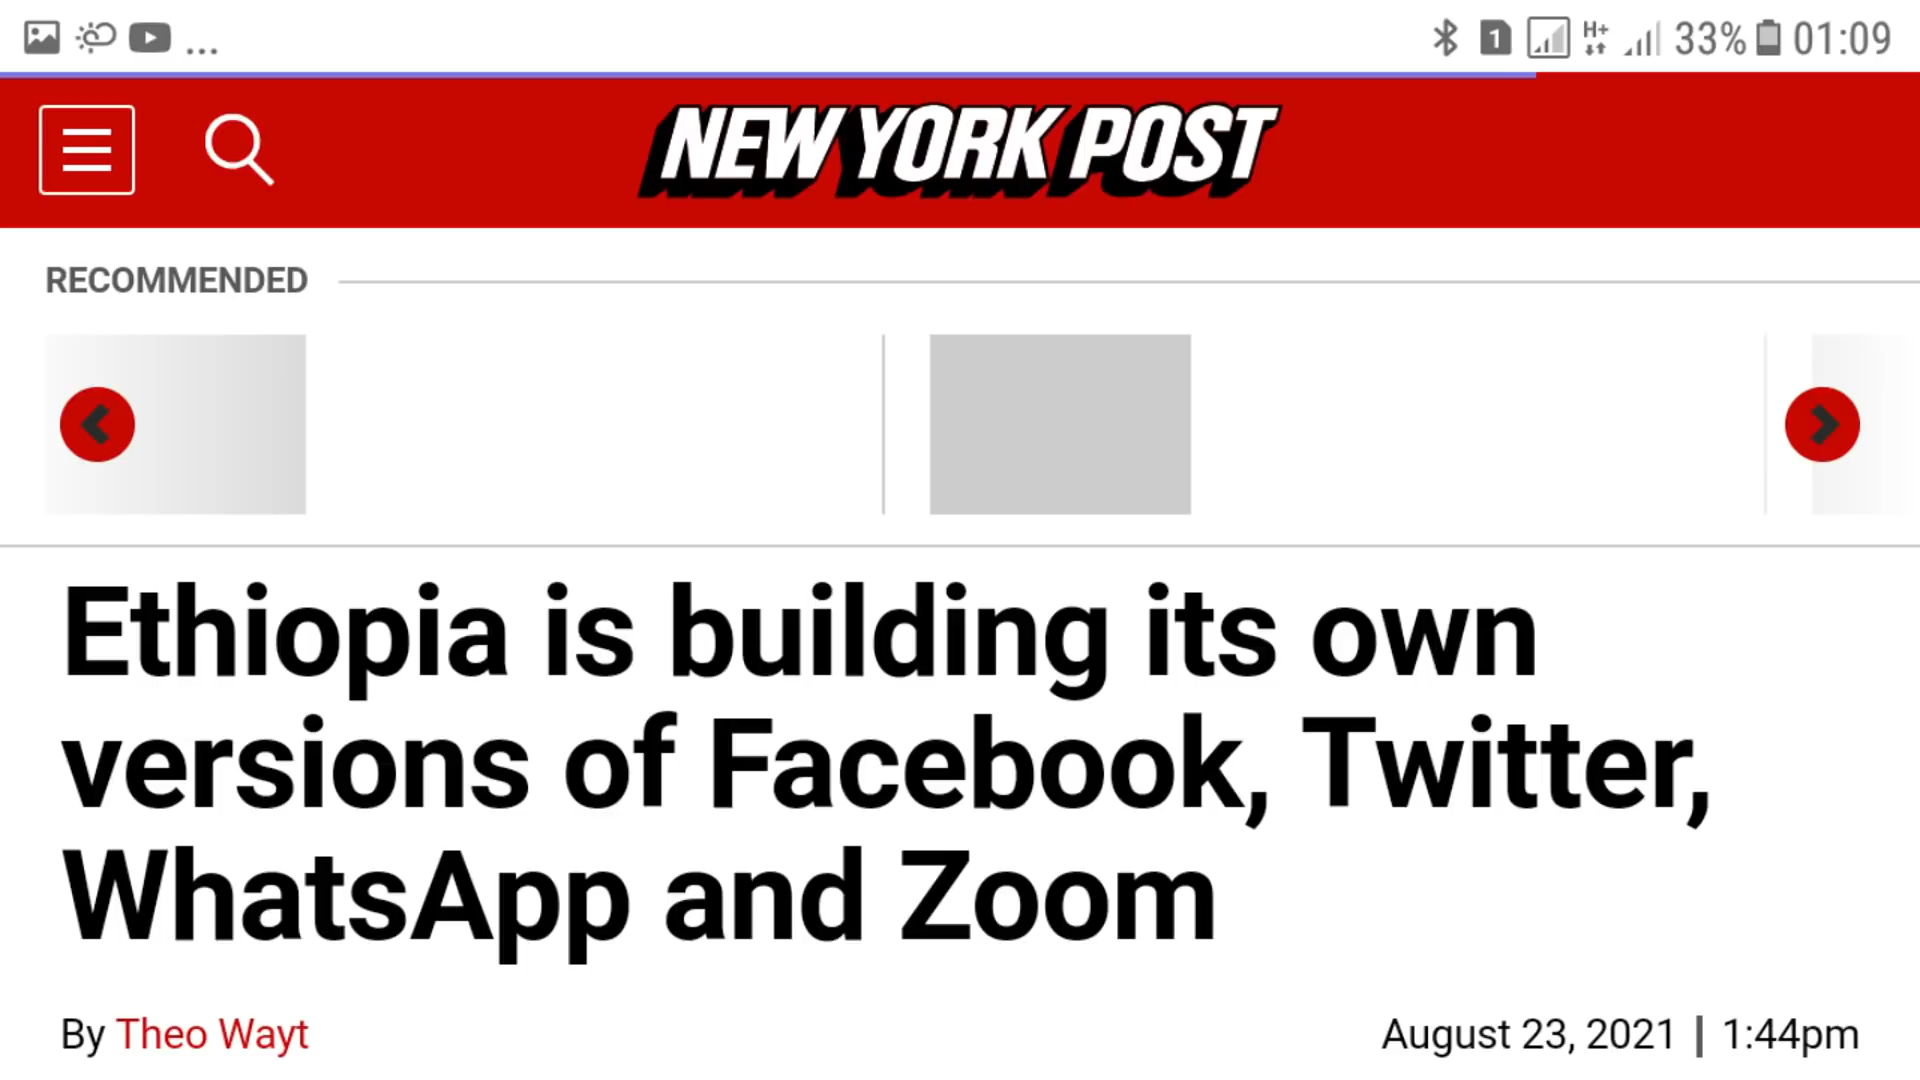 ... 1 H+ 33% 01:09
NEW YORK POST
RECOMMENDED
Ethiopia is building its own
versions of Facebook, Twitter,
WhatsApp and Zoom
By Theo Wayt
August 23, 2021 | 1:44pm